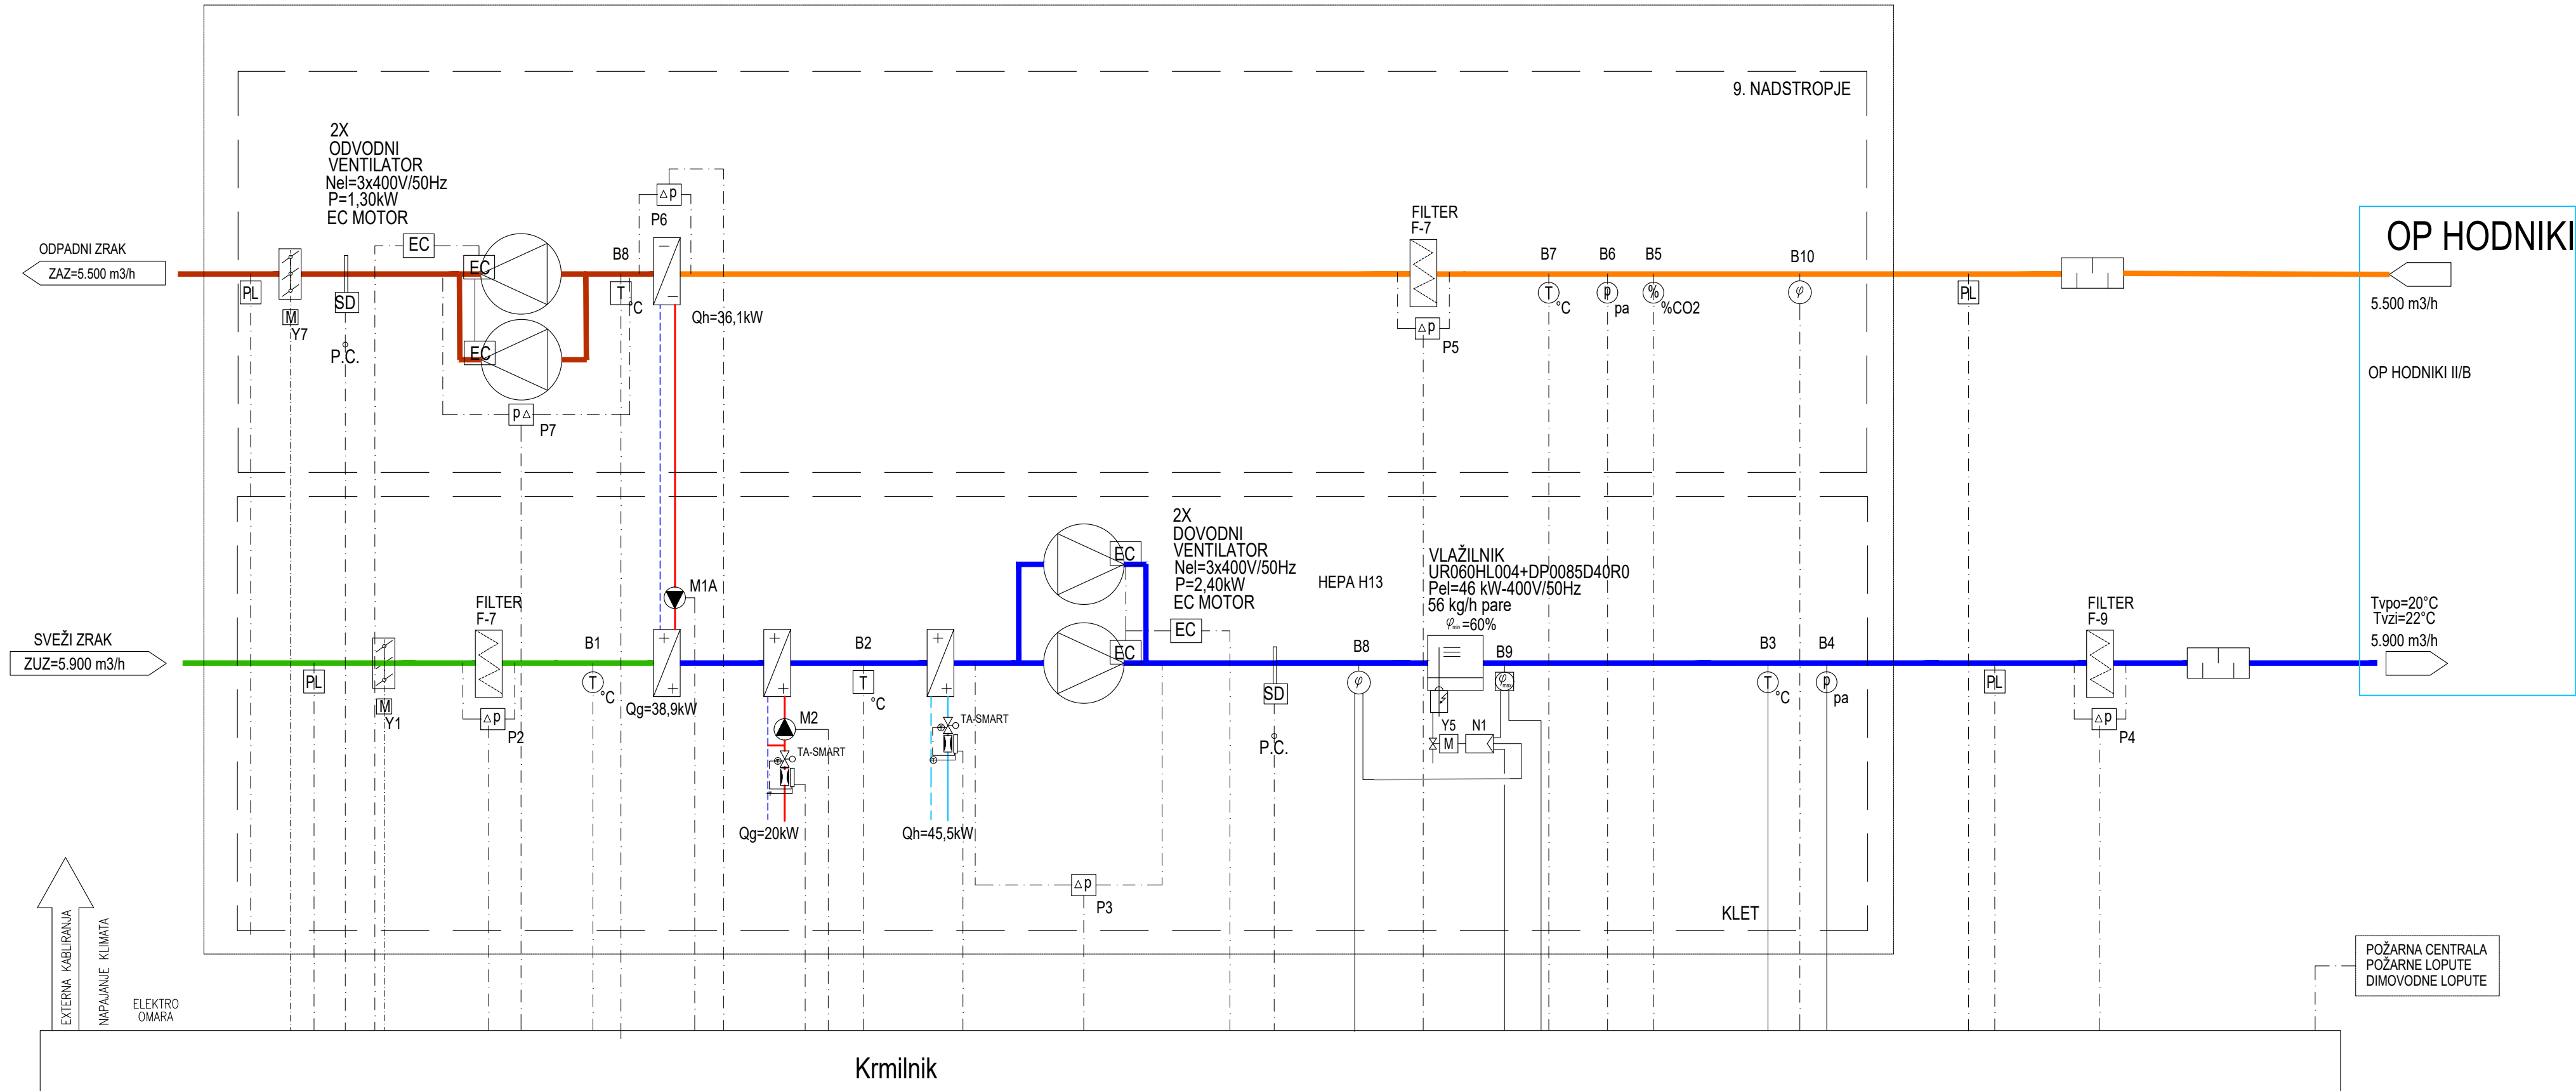 9. NADSTROPJE
2X
ODVODNI
VENTILATOR
Nel=3x400V/50Hz
P=1,30kW
EC MOTOR
Δp
P6
FILTER
F-7
OP HODNIKI
ODPADNI ZRAK
ZAZ=5.500 m3/h
EC
EC
B8
B7
B6
B5
B10
PL
SD
T
°C
Qh=36,1kW
T
°C
p
pa
%
%CO2
φ
PL
5.500 m3/h
M
Y7
P.C.
EC
Δp
P5
OP HODNIKI II/B
pΔ
P7
2X
DOVODNI
VENTILATOR
Nel=3x400V/50Hz
P=2,40kW
EC MOTOR
EC
HEPA H13
VLAŽILNIK
UR060HL004+DP0085D40R0
Pel=46 kW-400V/50Hz
56 kg/h pare
=60%
M1A
FILTER
F-7
FILTER
F-9
Tvpo=20°C
Tvzi=22°C
5.900 m3/h
SVEŽI ZRAK
ZUZ=5.900 m3/h
B1
B2
EC
EC
B8
B9
B3
B4
PL
T
°C
T
°C
SD
φ
T
°C
p
pa
PL
M
Y1
Δp
P2
Qg=38,9kW
M2
TA-SMART
TA-SMART
P.C.
Y5
N1
M
Δp
P4
Qg=20kW
Qh=45,5kW
Δp
P3
KLET
EXTERNA KABLIRANJA
NAPAJANJE KLIMATA
ELEKTRO
OMARA
POŽARNA CENTRALA
POŽARNE LOPUTE
DIMOVODNE LOPUTE
Krmilnik